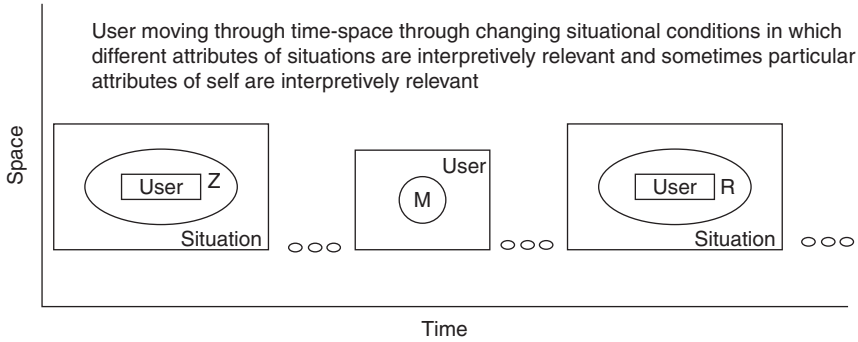 User moving through time-space through changing situational conditions in which
different attributes of situations are interpretively relevant and sometimes particular
attributes of self are interpretively relevant
Space
User Z
Situation
User
M
User R
Situation
Time